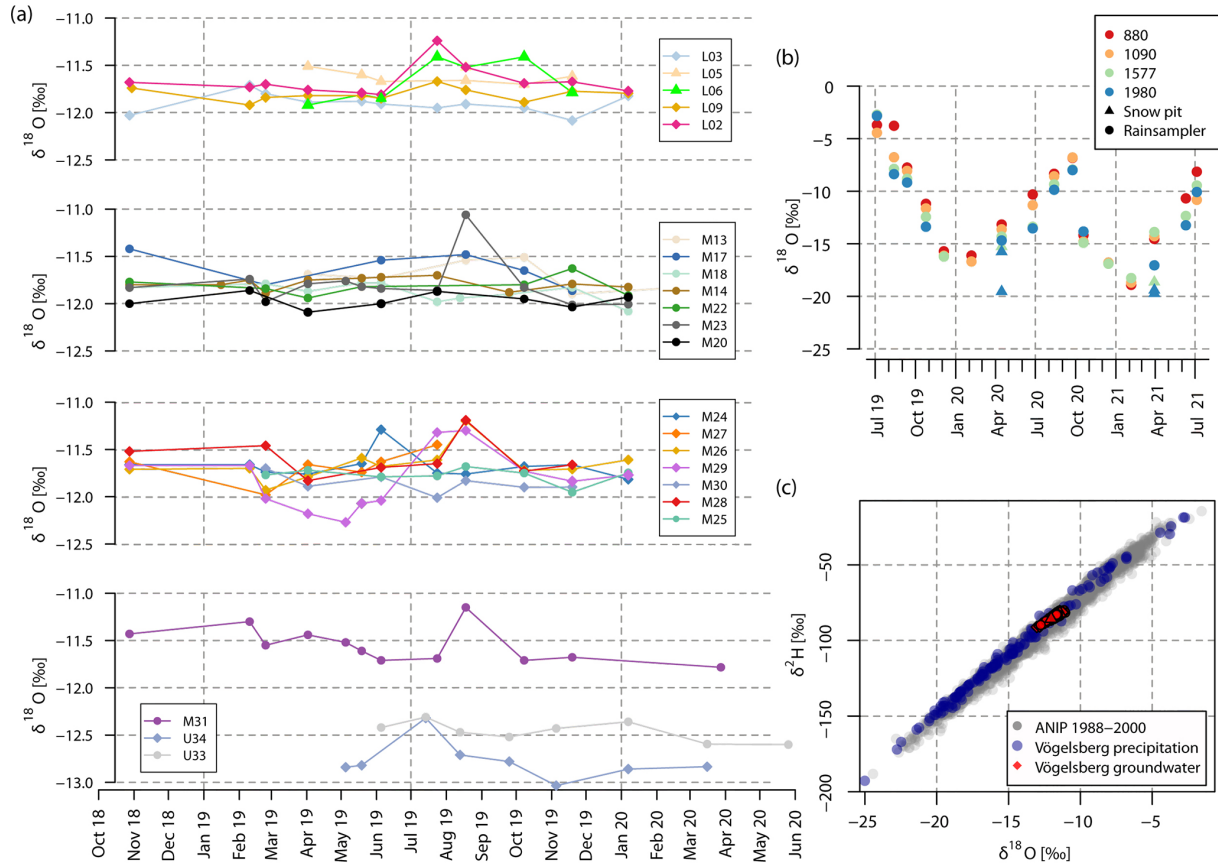 (a)
−11.0
−11.5
−12.0
−12.5
δ18 O [‰]
L03
L05
L06
L09
L02
−11.0
−11.5
−12.0
−12.5
δ18 O [‰]
M13
M17
M18
M14
M22
M23
M20
−11.0
−11.5
−12.0
−12.5
δ18 O [‰]
M24
M27
M26
M29
M30
M28
M25
−11.0
−11.5
−12.0
−12.5
−13.0
δ18 O [‰]
M31
U34
U33
Oct 18
Nov 18
Dec 18
Jan 19
Feb 19
Mar 19
Apr 19
May 19
Jun 19
Jul 19
Aug 19
Sep 19
Oct 19
Nov 19
Dec 19
Jan 20
Feb 20
Mar 20
Apr 20
May 20
Jun 20
(b)
880
1090
1577
1980
Snow pit
Rainsampler
0
−5
−10
−15
−20
−25
δ18 O [‰]
Jul 19
Oct 19
Jan 20
Apr 20
Jul 20
Oct 20
Jan 21
Apr 21
Jul 21
(c)
−50
−100
−150
−200
δ2H [‰]
ANIP 1988−2000
Vögelsberg precipitation
Vögelsberg groundwater
−25
−20
−15
−10
−5
δ18O [‰]